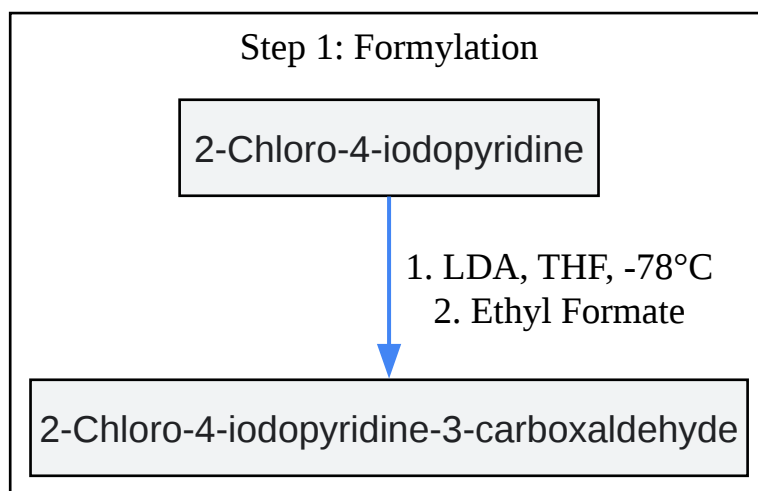 Step 1: Formylation
2-Chloro-4-iodopyridine
1. LDA, THF, -78°C
2. Ethyl Formate
2-Chloro-4-iodopyridine-3-carboxaldehyde